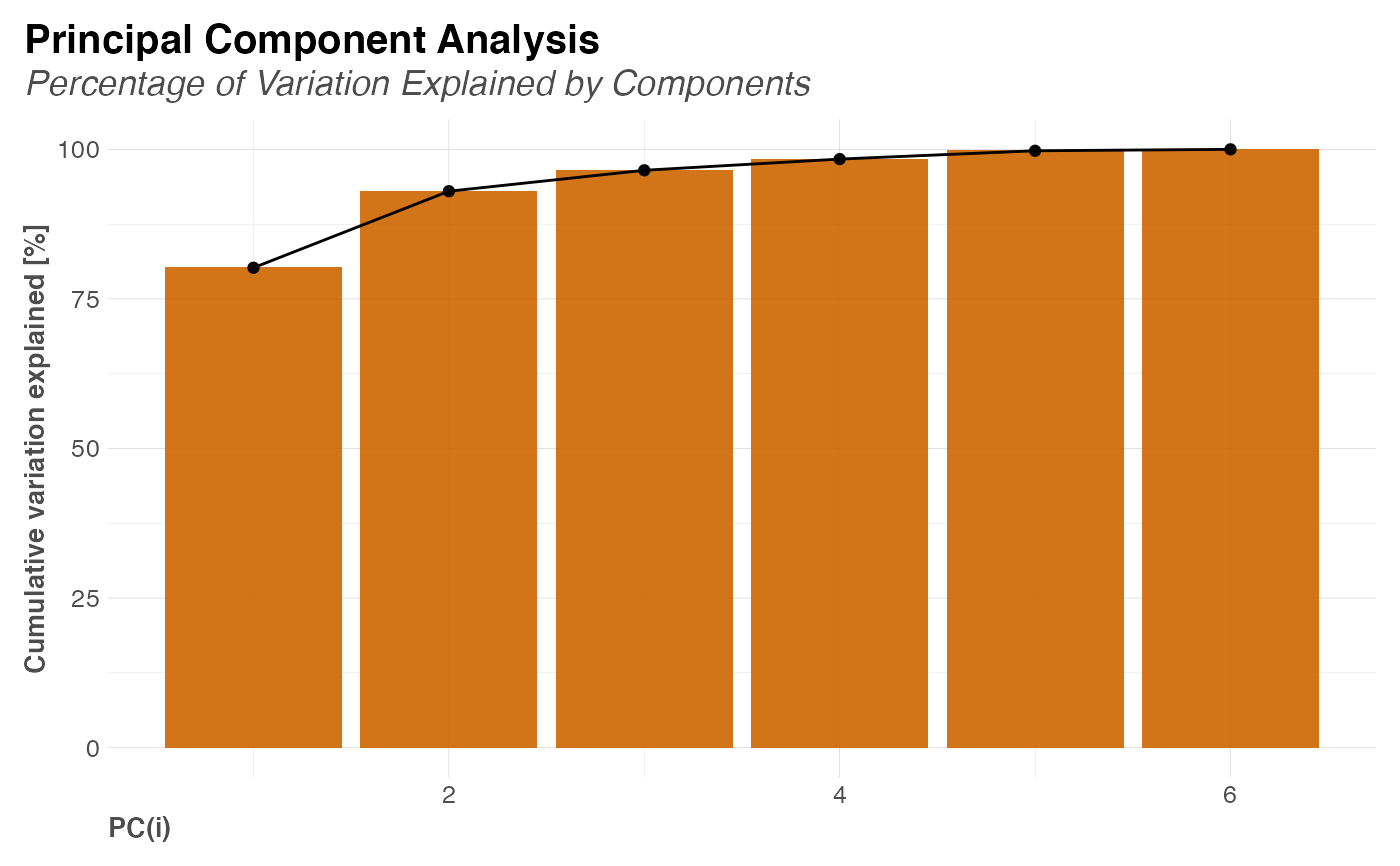 Principal Component Analysis
Percentage of Variation Explained by Components
Cumulative variation explained [%]
100
75
50
25
0
2
4
6
PC(i)